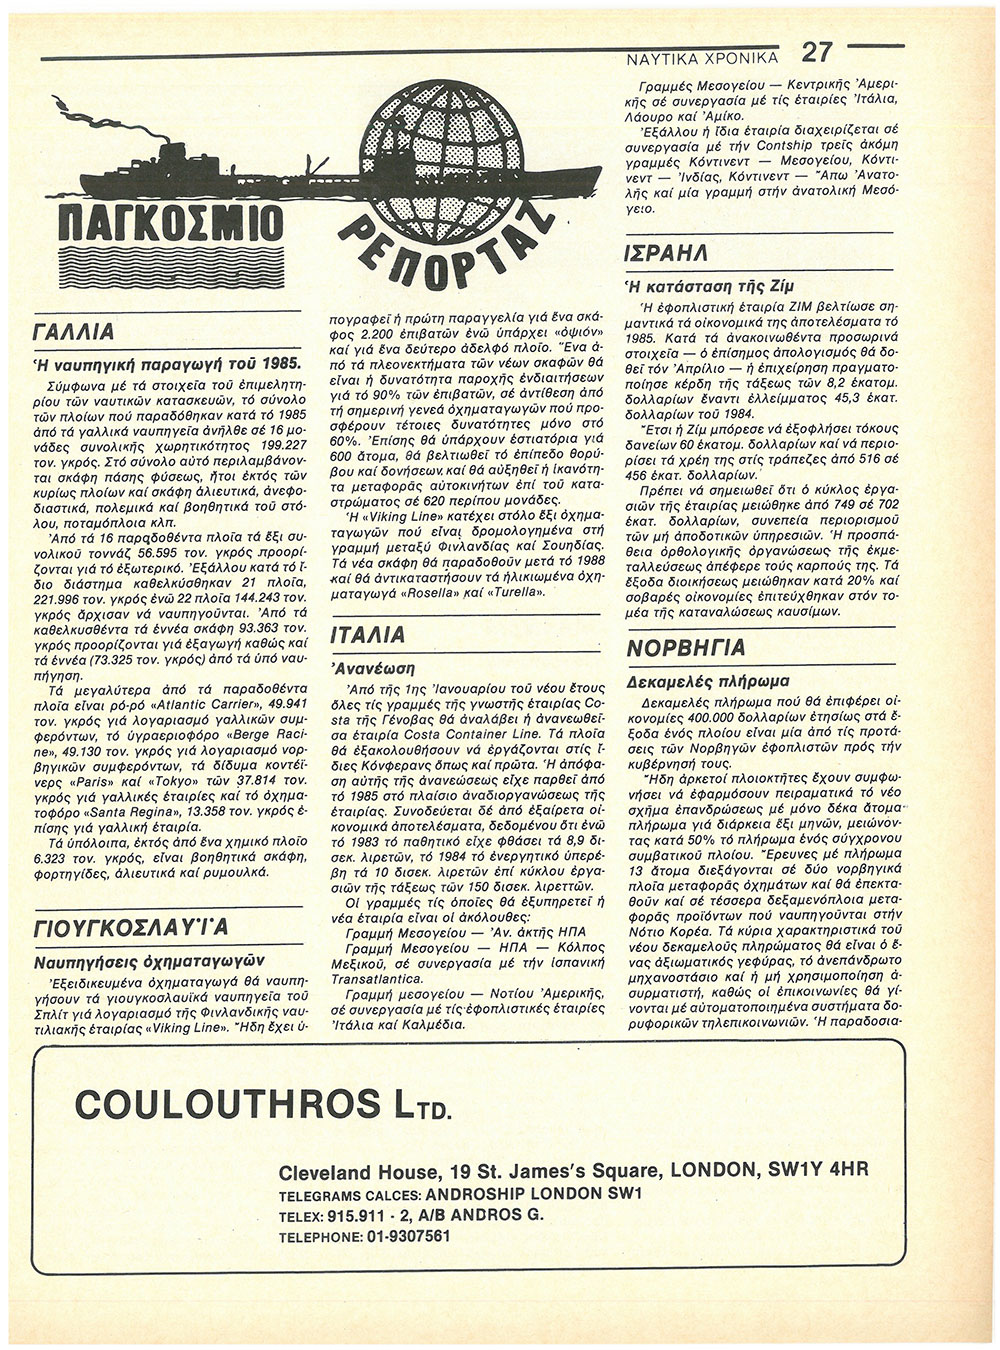 ΝΑΥΤΙΚΑ ΧΡΟΝΙΚΑ 27
ΠΑΓΚΟΣΜΙΟ
ΡΕΠΟΡΤΑΖ
ΓΑΛΛΙΑ
Ἡ ναυπηγική παραγωγή τοῦ 1985.
Σύμφωνα μέ τά στοιχεῖα τοῦ ἐπιμελητη-
ρίου τῶν ναυτικῶν κατασκευῶν, τό σύνολο
τῶν πλοίων πού παραδόθηκαν κατά τό 1985
ἀπό τά γαλλικά ναυπηγεῖα ἀνῆλθε σέ 16 μο-
νάδες συνολικῆς χωρητικότητος 199.227
τον. γκρός. Στό σύνολο αὐτό περιλαμβάνον-
ται σκάφη πάσης φύσεως, ἤτοι ἐκτός τῶν
κυρίως πλοίων καί σκάφη ἁλιευτικά, ἀνεφο-
διαστικά, πολεμικά καί βοηθητικά τοῦ στό-
λου, ποταμόπλοια κλπ.
Ἀπό τά 16 παραδοθέντα πλοῖα τά ἕξι συ-
νολικοῦ τοννάζ 56.595 τον. γκρός προορί-
ζονται γιά τό ἐξωτερικό. Ἐξάλλου κατά τό ἴ-
διο διάστημα καθελκύσθηκαν 21 πλοῖα,
221.996 τον. γκρός ἐνῶ 22 πλοῖα 144.243 τον.
γκρός ἄρχισαν νά ναυπηγοῦνται. Ἀπό τά
καθελκυσθέντα τά ἐννέα σκάφη 93.363 τον.
γκρός προορίζονται γιά ἐξαγωγή καθώς καί
τά ἐννέα (73.325 τον. γκρός) ἀπό τά ὑπό ναυ-
πήγηση.
Τά μεγαλύτερα ἀπό τά παραδοθέντα
πλοῖα εἶναι ρό-ρό «Atlantic Carrier», 49.941
τον. γκρός γιά λογαριασμό γαλλικῶν συμ-
φερόντων, τό ὑγραεριοφόρο «Berge Raci-
ne», 49.130 τον. γκρός γιά λογαριασμό νορ-
βηγικῶν συμφερόντων, τά δίδυμα κοντέϊ-
νερς «Paris» καί «Tokyo» τῶν 37.814 τον.
γκρός γιά γαλλικές ἑταιρίες καί τό ὀχημα-
τοφόρο «Santa Regina», 13.358 τον. γκρός ἐ-
πίσης γιά γαλλική ἑταιρία.
Τά ὑπόλοιπα, ἐκτός ἀπό ἕνα χημικό πλοῖο
6.323 τον. γκρός, εἶναι βοηθητικά σκάφη,
φορτηγίδες, ἁλιευτικά καί ρυμουλκά.
ΓΙΟΥΓΚΟΣΛΑΥΪΑ
Ναυπηγήσεις ὀχηματαγωγῶν
Ἐξειδικευμένα ὀχηματαγωγά θά ναυπη-
γήσουν τά γιουγκοσλαυϊκά ναυπηγεῖα τοῦ
Σπλίτ γιά λογαριασμό τῆς Φινλανδικῆς ναυ-
τιλιακῆς ἑταιρίας «Viking Line». Ἤδη ἔχει ὑ-
πογραφεῖ ἡ πρώτη παραγγελία γιά ἕνα σκά-
φος 2.200 ἐπιβατῶν ἐνῶ ὑπάρχει «ὀψιόν»
καί γιά ἕνα δεύτερο ἀδελφό πλοῖο. Ἕνα ἀ-
πό τά πλεονεκτήματα τῶν νέων σκαφῶν θά
εἶναι ἡ δυνατότητα παροχῆς ἐνδιαιτήσεων
γιά τό 90% τῶν ἐπιβατῶν, σέ ἀντίθεση ἀπό
τή σημερινή γενεά ὀχηματαγωγῶν πού προ-
σφέρουν τέτοιες δυνατότητες μόνο στό
60%. Ἐπίσης θά ὑπάρχουν ἑστιατόρια γιά
600 ἄτομα, θά βελτιωθεῖ τό ἐπίπεδο θορύ-
βου καί δονήσεων, καί θά αὐξηθεῖ ἡ ἱκανότη-
τα μεταφορᾶς αὐτοκινήτων ἐπί τοῦ κατα-
στρώματος σέ 620 περίπου μονάδες.
Ἡ «Viking Line» κατέχει στόλο ἕξι ὀχημα-
ταγωγῶν πού εἶναι δρομολογημένα στή
γραμμή μεταξύ Φινλανδίας καί Σουηδίας.
Τά νέα σκάφη θά παραδοθοῦν μετά τό 1988
καί θά ἀντικαταστήσουν τά ἡλικιωμένα ὀχη-
ματαγωγά «Rosella» καί «Turella».
ΙΤΑΛΙΑ
Ἀνανέωση
Ἀπό τῆς 1ης Ἰανουαρίου τοῦ νέου ἔτους
ὅλες τίς γραμμές τῆς γνωστῆς ἑταιρίας Co-
sta τῆς Γένοβας θά ἀναλάβει ἡ ἀνανεωθεῖ-
σα ἑταιρία Costa Container Line. Τά πλοῖα
θά ἐξακολουθήσουν νά ἐργάζονται στίς ἴ-
διες Κόνφερανς ὅπως καί πρῶτα. Ἡ ἀπόφα-
ση αὐτῆς τῆς ἀνανεώσεως εἶχε παρθεῖ ἀπό
τό 1985 στό πλαίσιο ἀναδιοργανώσεως τῆς
ἑταιρίας. Συνοδεύεται δέ ἀπό ἐξαίρετα οἰ-
κονομικά ἀποτελέσματα, δεδομένου ὅτι ἐνῶ
τό 1983 τό παθητικό εἶχε φθάσει τά 8,9 δι-
σεκ. λιρετῶν, τό 1984 τό ἐνεργητικό ὑπερέ-
βη τά 10 δισεκ. λιρετῶν ἐπί κύκλου ἐργα-
σιῶν τῆς τάξεως τῶν 150 δισεκ. λιρεττῶν.
Οἱ γραμμές τίς ὁποῖες θά ἐξυπηρετεῖ ἡ
νέα ἑταιρία εἶναι οἱ ἀκόλουθες:
Γραμμή Μεσογείου — Ἀν. ἀκτῆς ΗΠΑ
Γραμμή Μεσογείου — ΗΠΑ — Κόλπος
Μεξικοῦ, σέ συνεργασία μέ τήν ἱσπανική
Transatlantica.
Γραμμή μεσογείου — Νοτίου Ἀμερικῆς,
σέ συνεργασία μέ τίς ἐφοπλιστικές ἑταιρίες
Ἰτάλια καί Καλμέδια.
Γραμμές Μεσογείου — Κεντρικῆς Ἀμερι-
κῆς σέ συνεργασία μέ τίς ἑταιρίες Ἰτάλια,
Λάουρο καί Ἀμίκο.
Ἐξάλλου ἡ ἴδια ἑταιρία διαχειρίζεται σέ
συνεργασία μέ τήν Contship τρεῖς ἀκόμη
γραμμές Κόντινεντ — Μεσογείου, Κόντι-
νεντ — Ἰνδίας, Κόντινεντ — Ἄπω Ἀνατο-
λῆς καί μία γραμμή στήν ἀνατολική Μεσό-
γειο.
ΙΣΡΑΗΛ
Ἡ κατάσταση τῆς Ζίμ
Ἡ ἐφοπλιστική ἑταιρία ΖΙΜ βελτίωσε ση-
μαντικά τά οἰκονομικά της ἀποτελέσματα τό
1985. Κατά τά ἀνακοινωθέντα προσωρινά
στοιχεῖα — ὁ ἐπίσημος ἀπολογισμός θά δο-
θεῖ τόν Ἀπρίλιο — ἡ ἐπιχείρηση πραγματο-
ποίησε κέρδη τῆς τάξεως τῶν 8,2 ἑκατομ.
δολλαρίων ἔναντι ἐλλείμματος 45,3 ἑκατ.
δολλαρίων τοῦ 1984.
Ἔτσι ἡ Ζίμ μπόρεσε νά ἐξοφλήσει τόκους
δανείων 60 ἑκατομ. δολλαρίων καί νά περιο-
ρίσει τά χρέη της στίς τράπεζες ἀπό 516 σέ
456 ἑκατ. δολλαρίων.
Πρέπει νά σημειωθεῖ ὅτι ὁ κύκλος ἐργα-
σιῶν τῆς ἑταιρίας μειώθηκε ἀπό 749 σέ 702
ἑκατ. δολλαρίων, συνεπεία περιορισμοῦ
τῶν μή ἀποδοτικῶν ὑπηρεσιῶν. Ἡ προσπά-
θεια ὀρθολογικῆς ὀργανώσεως τῆς ἐκμε-
ταλλεύσεως ἀπέφερε τούς καρπούς της. Τά
ἔξοδα διοικήσεως μειώθηκαν κατά 20% καί
σοβαρές οἰκονομίες ἐπιτεύχθηκαν στόν το-
μέα τῆς καταναλώσεως καυσίμων.
ΝΟΡΒΗΓΙΑ
Δεκαμελές πλήρωμα
Δεκαμελές πλήρωμα πού θά ἐπιφέρει οἰ-
κονομίες 400.000 δολλαρίων ἐτησίως στά ἔ-
ξοδα ἑνός πλοίου εἶναι μία ἀπό τίς προτά-
σεις τῶν Νορβηγῶν ἐφοπλιστῶν πρός τήν
κυβέρνησή τους.
Ἤδη ἀρκετοί πλοιοκτῆτες ἔχουν συμφω-
νήσει νά ἐφαρμόσουν πειραματικά τό νέο
σχῆμα ἐπανδρώσεως μέ μόνο δέκα ἄτομα
πλήρωμα γιά διάρκεια ἕξι μηνῶν, μειώνον-
τας κατά 50% τό πλήρωμα ἑνός σύγχρονου
συμβατικοῦ πλοίου. Ἔρευνες μέ πλήρωμα
13 ἄτομα διεξάγονται σέ δύο νορβηγικά
πλοῖα μεταφορᾶς ὀχημάτων καί θά ἐπεκτα-
θοῦν καί σέ τέσσερα δεξαμενόπλοια μετα-
φορᾶς προϊόντων πού ναυπηγοῦνται στήν
Νότιο Κορέα. Τά κύρια χαρακτηριστικά τοῦ
νέου δεκαμελοῦς πληρώματος θά εἶναι ὁ ἕ-
νας ἀξιωματικός γεφύρας, τό ἀνεπάνδρωτο
μηχανοστάσιο καί ἡ μή χρησιμοποίηση ἀ-
συρματιστῆ, καθώς οἱ ἐπικοινωνίες θά γί-
νονται μέ αὐτοματοποιημένα συστήματα δο-
ρυφορικῶν τηλεπικοινωνιῶν. Ἡ παραδοσια-
COULOUTHROS LTD.
Cleveland House, 19 St. James's Square, LONDON, SW1Y 4HR
TELEGRAMS CALCES: ANDROSHIP LONDON SW1
TELEX: 915.911 - 2, A/B ANDROS G.
TELEPHONE: 01-9307561